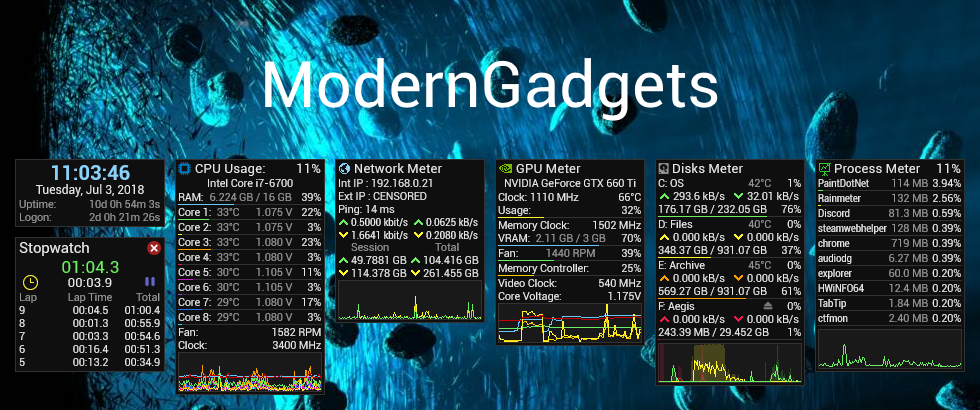 ModernGadgets
11:03:46
Tuesday, Jul 3, 2018
Uptime: 10d 0h 54m 3s
Logon: 2d 0h 21m 26s
Stopwatch
01:04.3
00:03.9
Lap Lap Time Total
9 00:04.5 01:00.4
8 00:01.3 00:55.9
7 00:03.3 00:54.6
6 00:16.4 00:51.3
5 00:13.2 00:34.9
CPU Usage: 11%
Intel Core i7-6700
RAM: 6.224 GB / 16 GB 39%
Core 1: 33°C 1.075 V 22%
Core 2: 33°C 1.075 V 3%
Core 3: 33°C 1.080 V 23%
Core 4: 33°C 1.080 V 3%
Core 5: 30°C 1.105 V 11%
Core 6: 30°C 1.105 V 3%
Core 7: 29°C 1.080 V 17%
Core 8: 29°C 1.080 V 3%
Fan: 1582 RPM
Clock: 3400 MHz
Network Meter
Int IP : 192.168.0.21
Ext IP : CENSORED
Ping: 14 ms
0.5000 kbit/s 0.0625 kB/s
1.6641 kbit/s 0.2080 kB/s
Session Total
49.7881 GB 104.416 GB
114.378 GB 261.455 GB
GPU Meter
NVIDIA GeForce GTX 660 Ti
Clock: 1110 MHz 66°C
Usage: 32%
Memory Clock: 1502 MHz
VRAM: 2.11 GB / 3 GB 70%
Fan: 1440 RPM 39%
Memory Controller: 25%
Video Clock: 540 MHz
Core Voltage: 1.175V
Disks Meter
C: OS 42°C 1%
293.6 kB/s 32.01 kB/s
176.17 GB / 232.05 GB 76%
D: Files 40°C 0%
0.000 kB/s 0.000 kB/s
348.37 GB / 931.07 GB 37%
E: Archive 45°C 0%
0.000 kB/s 0.000 kB/s
569.27 GB / 931.07 GB 61%
F: Aegis 0%
0.000 kB/s 0.000 kB/s
243.39 MB / 29.452 GB 1%
Process Meter 11%
PaintDotNet 114 MB 3.94%
Rainmeter 132 MB 2.56%
Discord 81.3 MB 0.59%
steamwebhelper 128 MB 0.39%
chrome 719 MB 0.39%
audiodg 6.27 MB 0.39%
explorer 60.0 MB 0.20%
HWiNFO64 12.4 MB 0.20%
TabTip 1.84 MB 0.20%
ctfmon 2.40 MB 0.20%